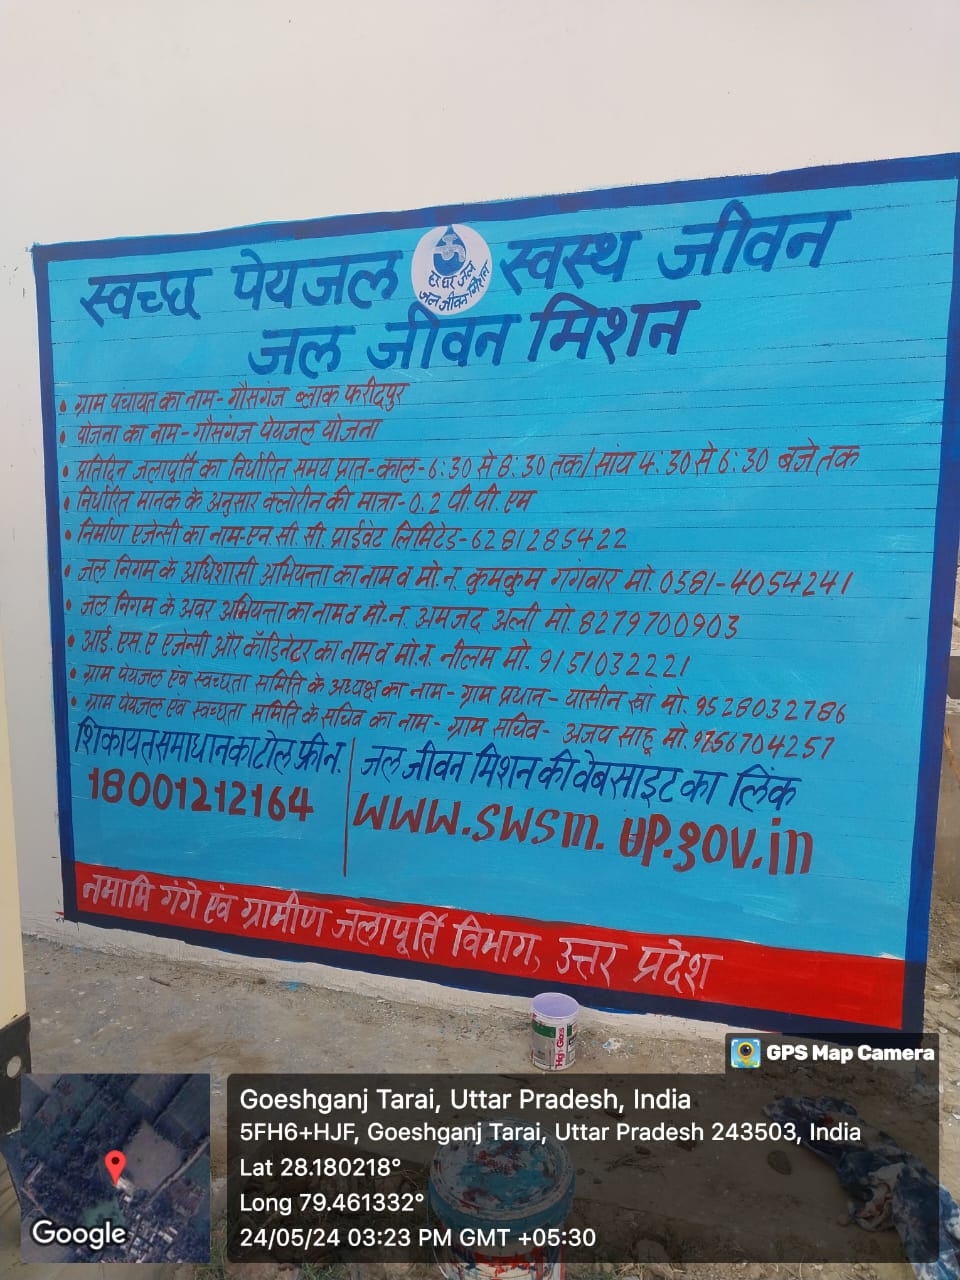 स्वच्छ पेयजल स्वस्थ जीवन
हर घर जल
जल जीवन मिशन
जल जीवन मिशन
• ग्राम पंचायत का नाम - गौसगंज ब्लाक फरीदपुर
• योजना का नाम - गौसगंज पेयजल योजना
• प्रतिदिन जलापूर्ति का निर्धारित समय प्रात-काल-6:30 से 8:30 तक/सांय 4:30 से 6:30 बजे तक
• निर्धारित मानक के अनुसार क्लोरीन की मात्रा-0.2 पी.पी.एम
• निर्माण एजेन्सी का नाम-एन.सी.सी. प्राईवेट लिमिटेड-6281285422
• जल निगम के अधिशासी अभियन्ता का नाम व मो.न. कुमकुम गंगवार मो. 0581-4054241
• जल निगम के अवर अभियन्ता का नाम व मो.न. अमजद अली मो. 8279700903
• आई.एस.ए एजेन्सी और कॉडिनेटर का नाम व मो.न. नीलम मो. 9151032221
• ग्राम पेयजल एंव स्वच्छता समिति के अध्यक्ष का नाम - ग्राम प्रधान - यासीन खां मो. 9528032786
• ग्राम पेयजल एंव स्वच्छता समिति के सचिव का नाम - ग्राम सचिव - अजय साहू मो. 9756704257
शिकायत समाधान का टोल फ्री न.
18001212164
जल जीवन मिशन की वेबसाइट का लिंक
www.swsm.up.gov.in
नमामि गंगे एंव ग्रामीण जलापूर्ति विभाग, उत्तर प्रदेश
High Gloss
GPS Map Camera
Goeshganj Tarai, Uttar Pradesh, India
5FH6+HJF, Goeshganj Tarai, Uttar Pradesh 243503, India
Lat 28.180218°
Long 79.461332°
24/05/24 03:23 PM GMT +05:30
Google